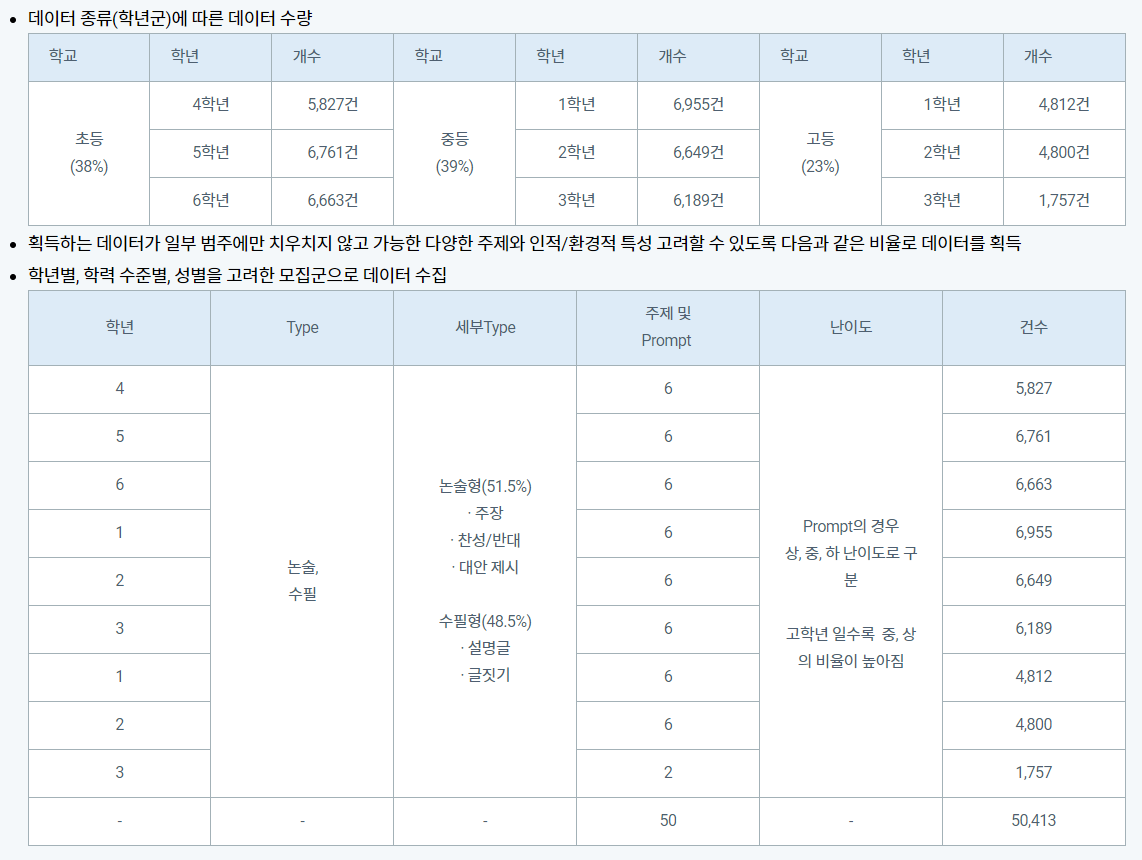 데이터 종류(학년군)에 따른 데이터 수량
학교 학년 개수 학교 학년 개수 학교 학년 개수
초등 (38%) 4학년 5,827건 중등 (39%) 1학년 6,955건 고등 (23%) 1학년 4,812건
5학년 6,761건 2학년 6,649건 2학년 4,800건
6학년 6,663건 3학년 6,189건 3학년 1,757건
획득하는 데이터가 일부 범주에만 치우치지 않고 가능한 다양한 주제와 인적/환경적 특성 고려할 수 있도록 다음과 같은 비율로 데이터를 획득
학년별, 학력 수준별, 성별을 고려한 모집군으로 데이터 수집
학년 Type 세부Type 주제 및 Prompt 난이도 건수
4 6 5,827
5 6 6,761
6 6 6,663
1 6 6,955
2 6 6,649
3 6 6,189
1 6 4,812
2 6 4,800
3 2 1,757
논술,
수필
논술형(51.5%)
· 주장
· 찬성/반대
· 대안 제시
수필형(48.5%)
· 설명글
· 글짓기
Prompt의 경우
상, 중, 하 난이도로 구
분
고학년 일수록 중, 상
의 비율이 높아짐
- - - 50 - 50,413